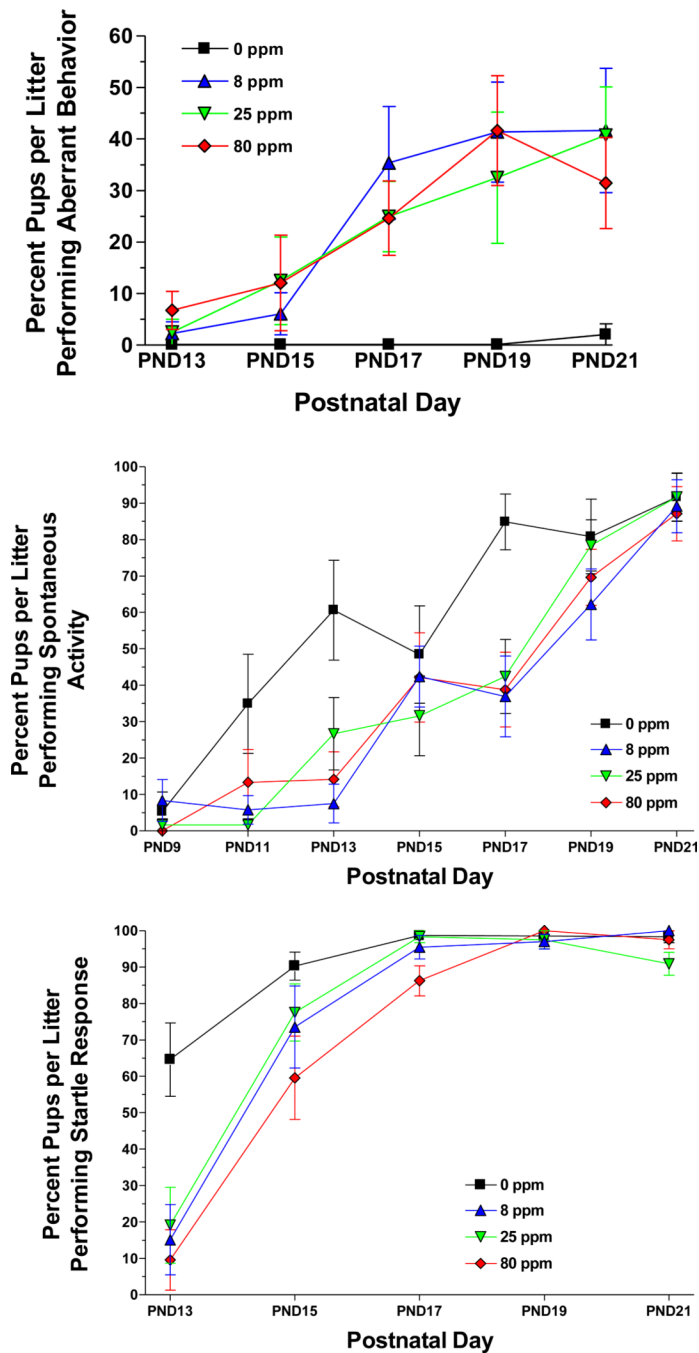 Percent Pups per Litter
Performing Aberrant Behavior
60
50
40
30
20
10
0
0 ppm
8 ppm
25 ppm
80 ppm
PND13 PND15 PND17 PND19 PND21
Postnatal Day
Percent Pups per Litter
Performing Spontaneous
Activity
100
90
80
70
60
50
40
30
20
10
0
0 ppm
8 ppm
25 ppm
80 ppm
PND9 PND11 PND13 PND15 PND17 PND19 PND21
Postnatal Day
Percent Pups per Litter
Performing Startle Response
100
90
80
70
60
50
40
30
20
10
0
0 ppm
8 ppm
25 ppm
80 ppm
PND13 PND15 PND17 PND19 PND21
Postnatal Day